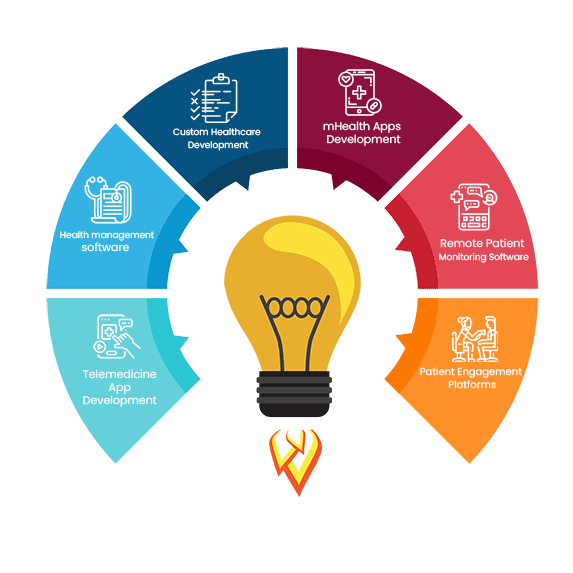 Custom Healthcare
Development
mHealth Apps
Development
Health management
software
Remote Patient
Monitoring Software
Telemedicine
App
Development
Patient Engagement
Platforms